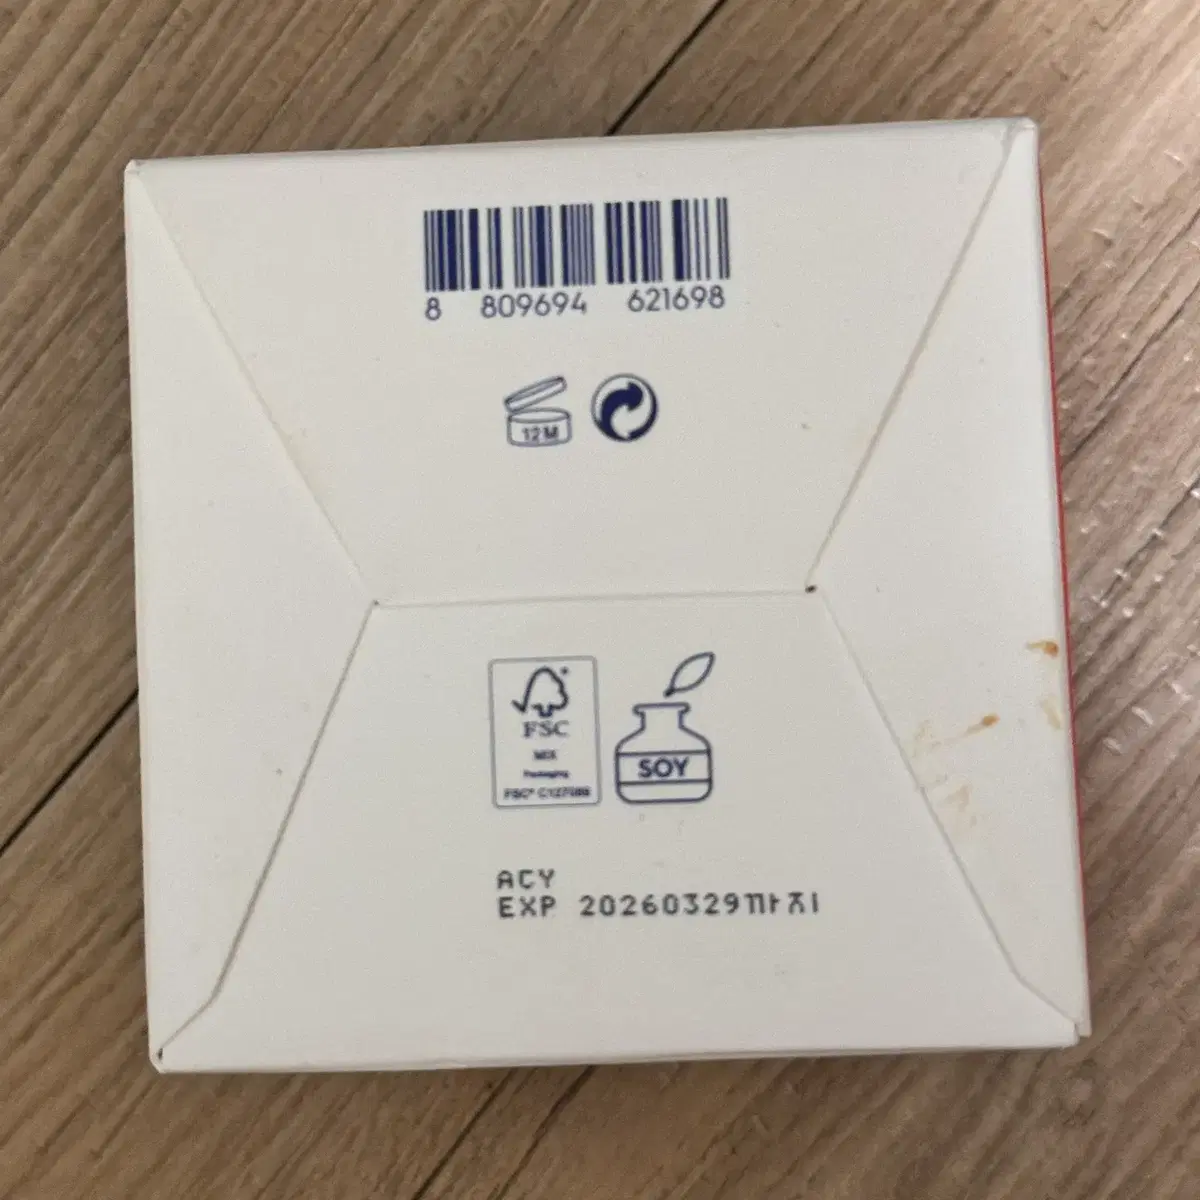 8 809694 621698
12M
FSC
MIX
Packaging
SOY
ACY
EXP 20260329까지